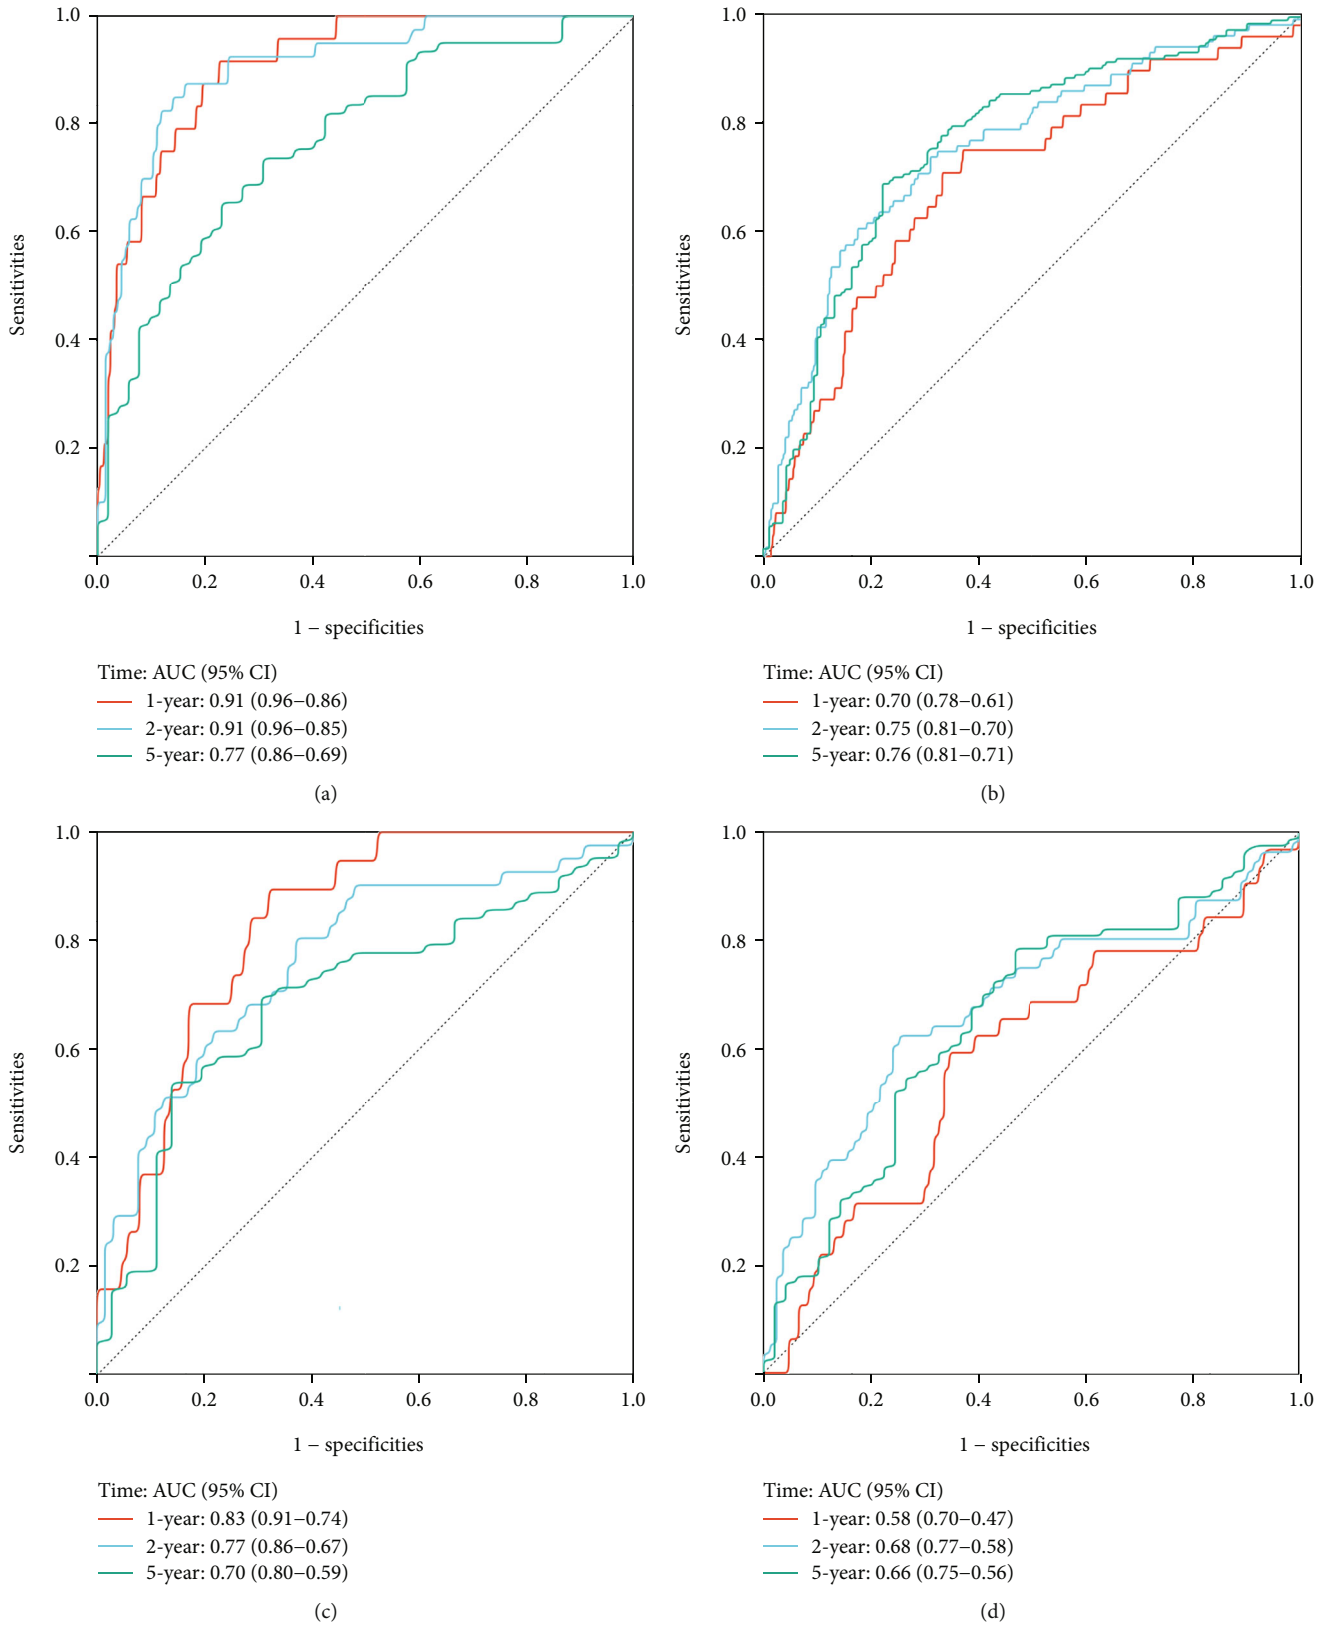 1.0
0.8
0.6
0.4
0.2
Sensitivities
0.0 0.2 0.4 0.6 0.8 1.0
1 − specificities
Time: AUC (95% CI)
1-year: 0.91 (0.96−0.86)
2-year: 0.91 (0.96−0.85)
5-year: 0.77 (0.86−0.69)
(a)
1.0
0.8
0.6
0.4
0.2
Sensitivities
0.0 0.2 0.4 0.6 0.8 1.0
1 − specificities
Time: AUC (95% CI)
1-year: 0.70 (0.78−0.61)
2-year: 0.75 (0.81−0.70)
5-year: 0.76 (0.81−0.71)
(b)
1.0
0.8
0.6
0.4
0.2
Sensitivities
0.0 0.2 0.4 0.6 0.8 1.0
1 − specificities
Time: AUC (95% CI)
1-year: 0.83 (0.91−0.74)
2-year: 0.77 (0.86−0.67)
5-year: 0.70 (0.80−0.59)
(c)
1.0
0.8
0.6
0.4
0.2
Sensitivities
0.0 0.2 0.4 0.6 0.8 1.0
1 − specificities
Time: AUC (95% CI)
1-year: 0.58 (0.70−0.47)
2-year: 0.68 (0.77−0.58)
5-year: 0.66 (0.75−0.56)
(d)